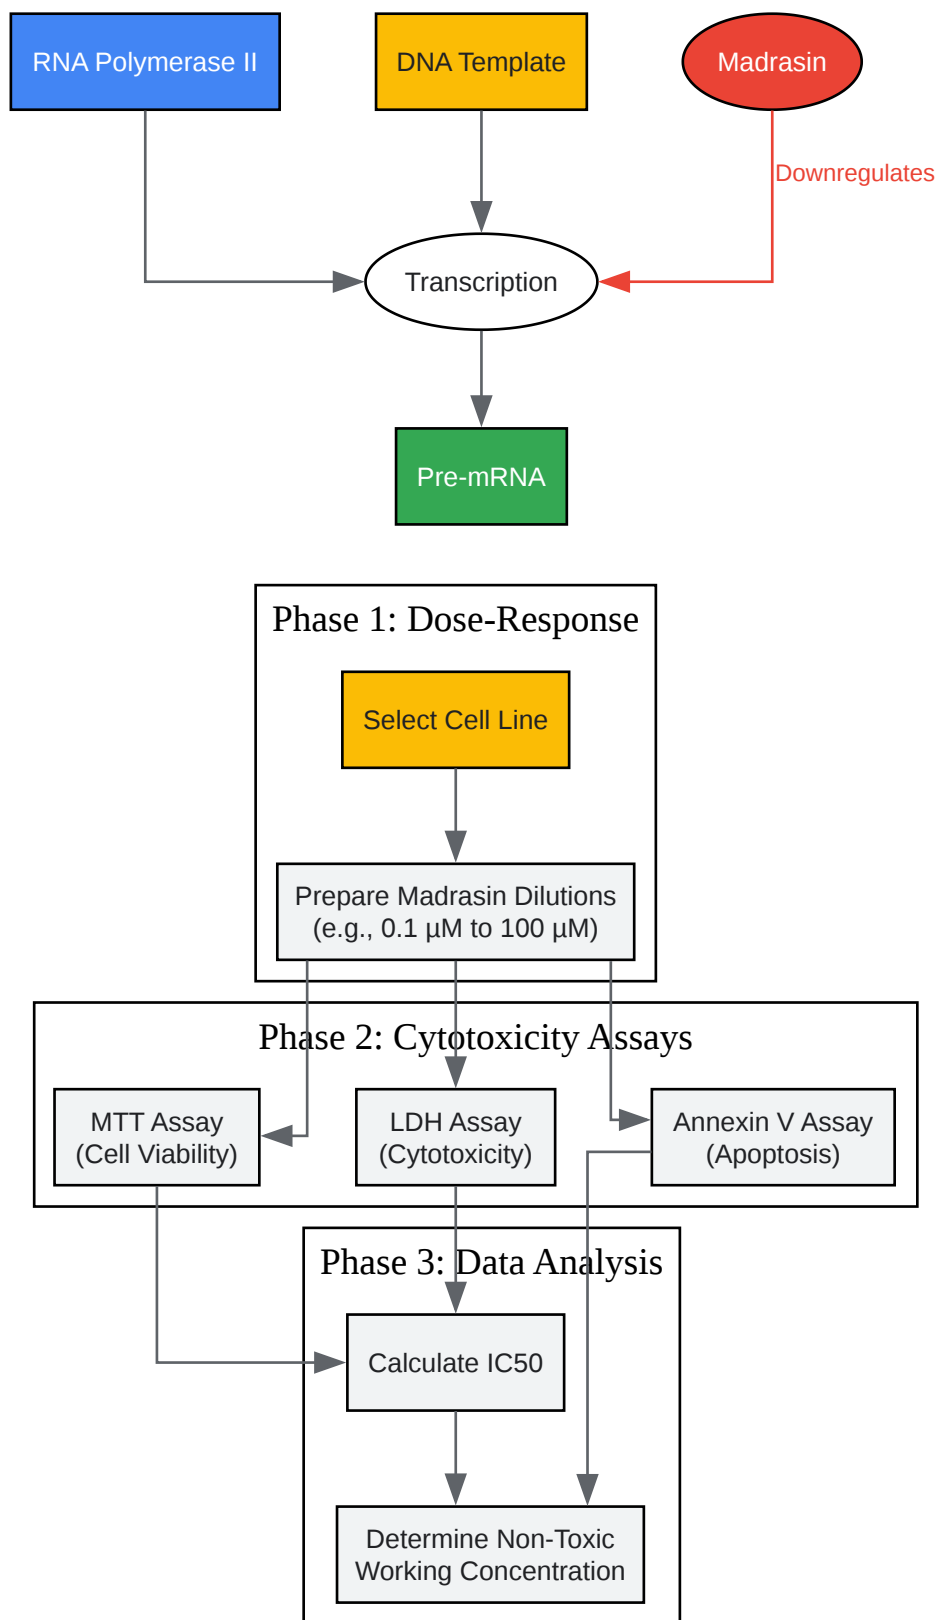 RNA Polymerase II
DNA Template
Madrasin
Downregulates
Transcription
Pre-mRNA
Phase 1: Dose-Response
Select Cell Line
Prepare Madrasin Dilutions
(e.g., 0.1 µM to 100 µM)
Phase 2: Cytotoxicity Assays
MTT Assay
(Cell Viability)
LDH Assay
(Cytotoxicity)
Annexin V Assay
(Apoptosis)
Phase 3: Data Analysis
Calculate IC50
Determine Non-Toxic
Working Concentration